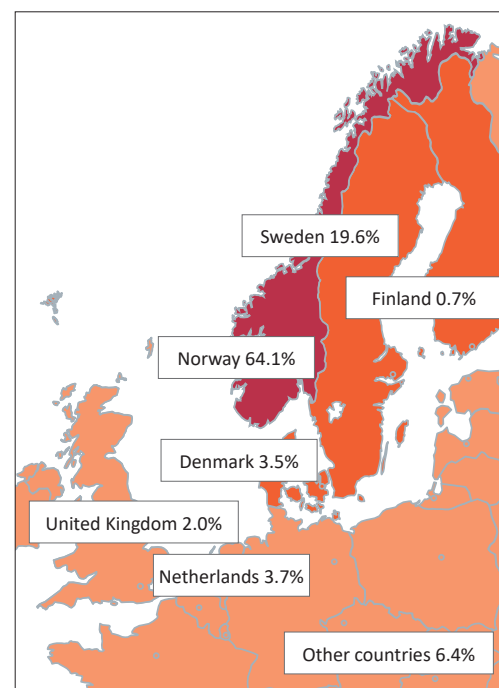 Sweden 19.6%
Finland 0.7%
Norway 64.1%
Denmark 3.5%
United Kingdom 2.0%
Netherlands 3.7%
Other countries 6.4%